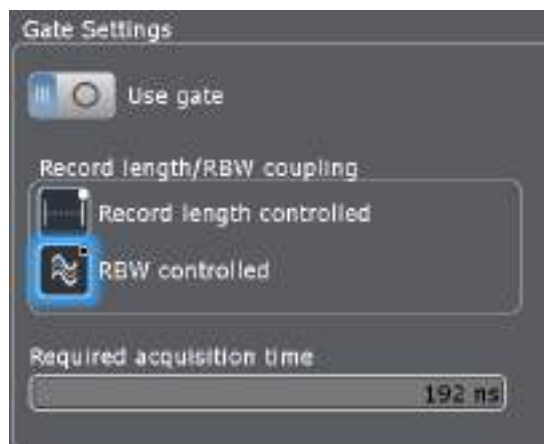 Gate Settings
Use gate
Record length/RBW coupling
Record length controlled
RBW controlled
Required acquisition time
192 ns